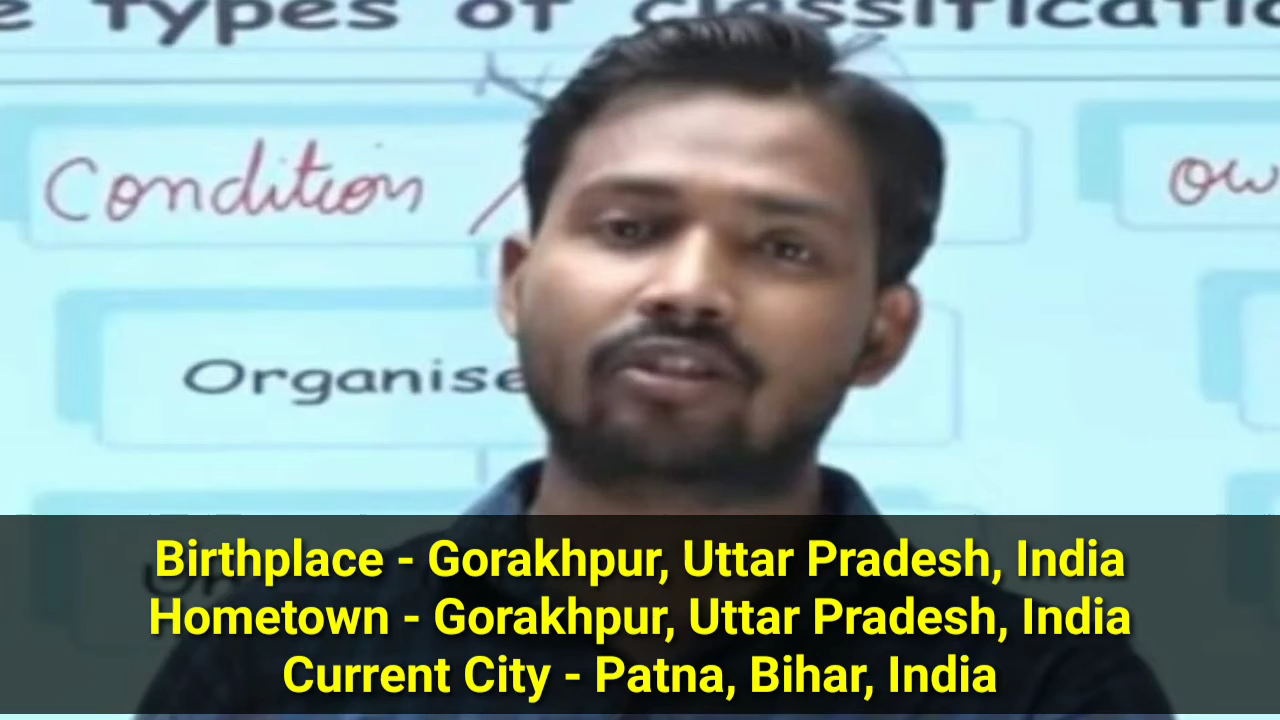 e types of classificatio
Condition
ow
Organise
Birthplace - Gorakhpur, Uttar Pradesh, India
Hometown - Gorakhpur, Uttar Pradesh, India
Current City - Patna, Bihar, India